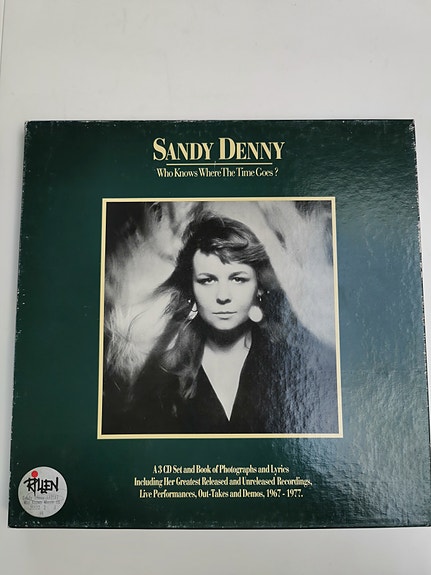 SANDY DENNY
Who Knows Where The Time Goes?
A 3 CD Set and Book of Photographs and Lyrics
Including Her Greatest Released and Unreleased Recordings,
Live Performances, Out-Takes and Demos, 1967 - 1977.